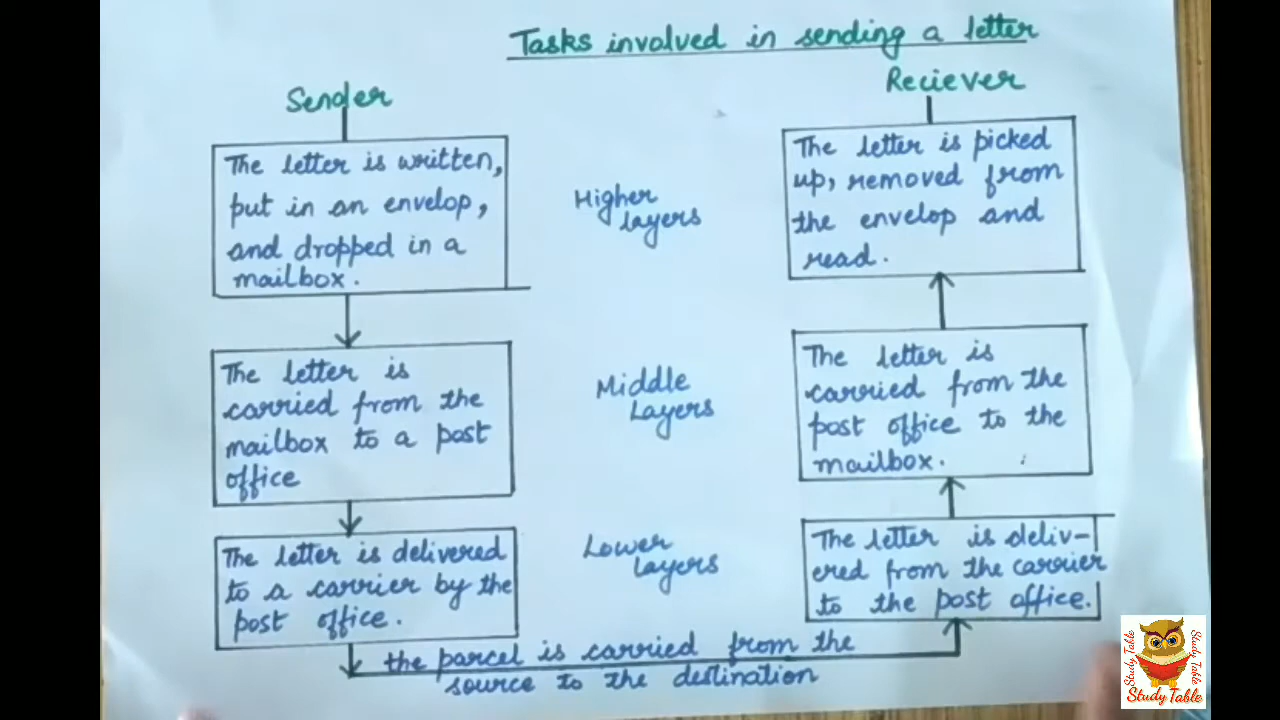 Tasks involved in sending a letter
Sender
Reciever
The letter is written,
put in an envelop,
and dropped in a
mailbox.
Higher
layers
The letter is picked
up, removed from
the envelop and
read.
The letter is
carried from the
mailbox to a post
office
Middle
layers
The letter is
carried from the
post office to the
mailbox.
The letter is delivered
to a carrier by the
post office.
Lower
layers
The letter is deliv-
ered from the carrier
to the post office.
the parcel is carried from the
source to the destination
Study Table
Study Table
Study Table